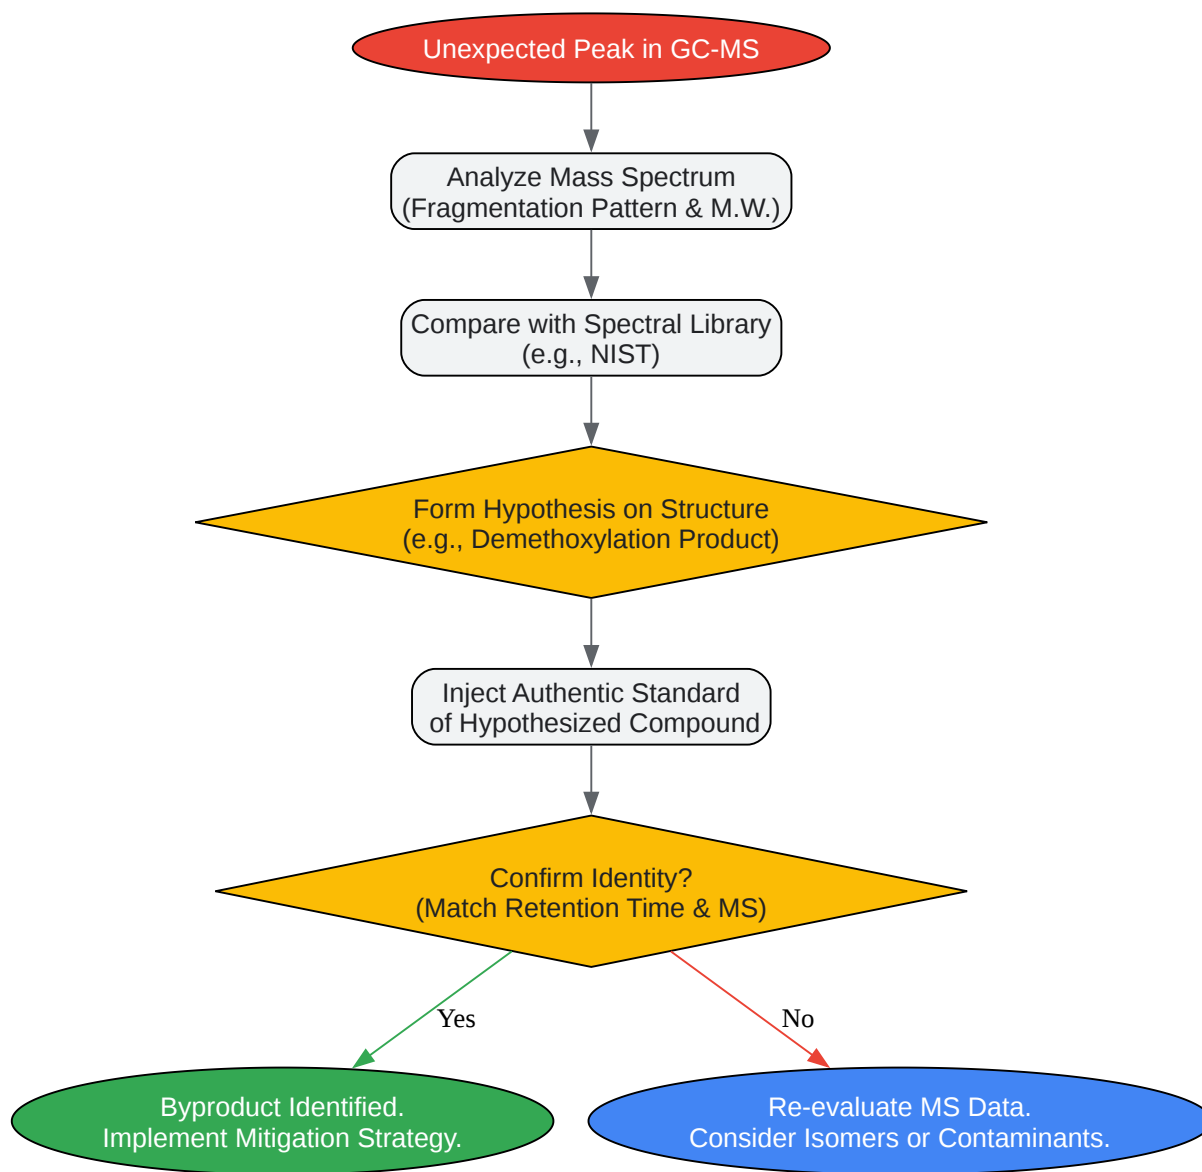 Unexpected Peak in GC-MS
Analyze Mass Spectrum
(Fragmentation Pattern & M.W.)
Compare with Spectral Library
(e.g., NIST)
Form Hypothesis on Structure
(e.g., Demethoxylation Product)
Inject Authentic Standard
of Hypothesized Compound
Confirm Identity?
(Match Retention Time & MS)
Yes
No
Byproduct Identified.
Implement Mitigation Strategy.
Re-evaluate MS Data.
Consider Isomers or Contaminants.